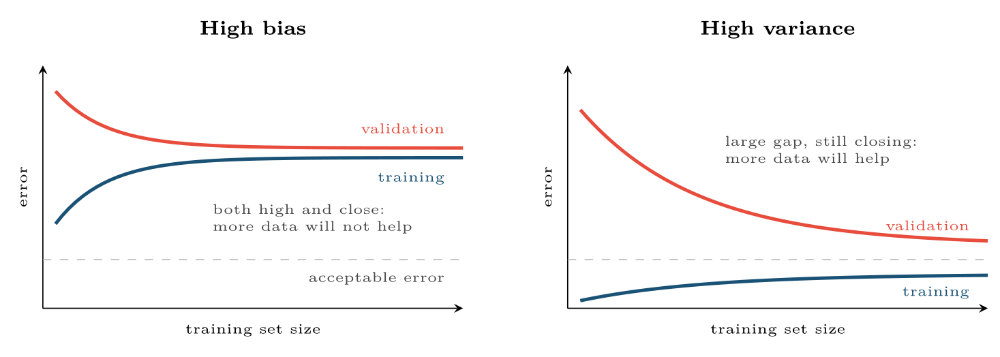 High bias
validation
training
both high and close:
more data will not help
acceptable error
error
training set size
High variance
large gap, still closing:
more data will help
validation
training
error
training set size